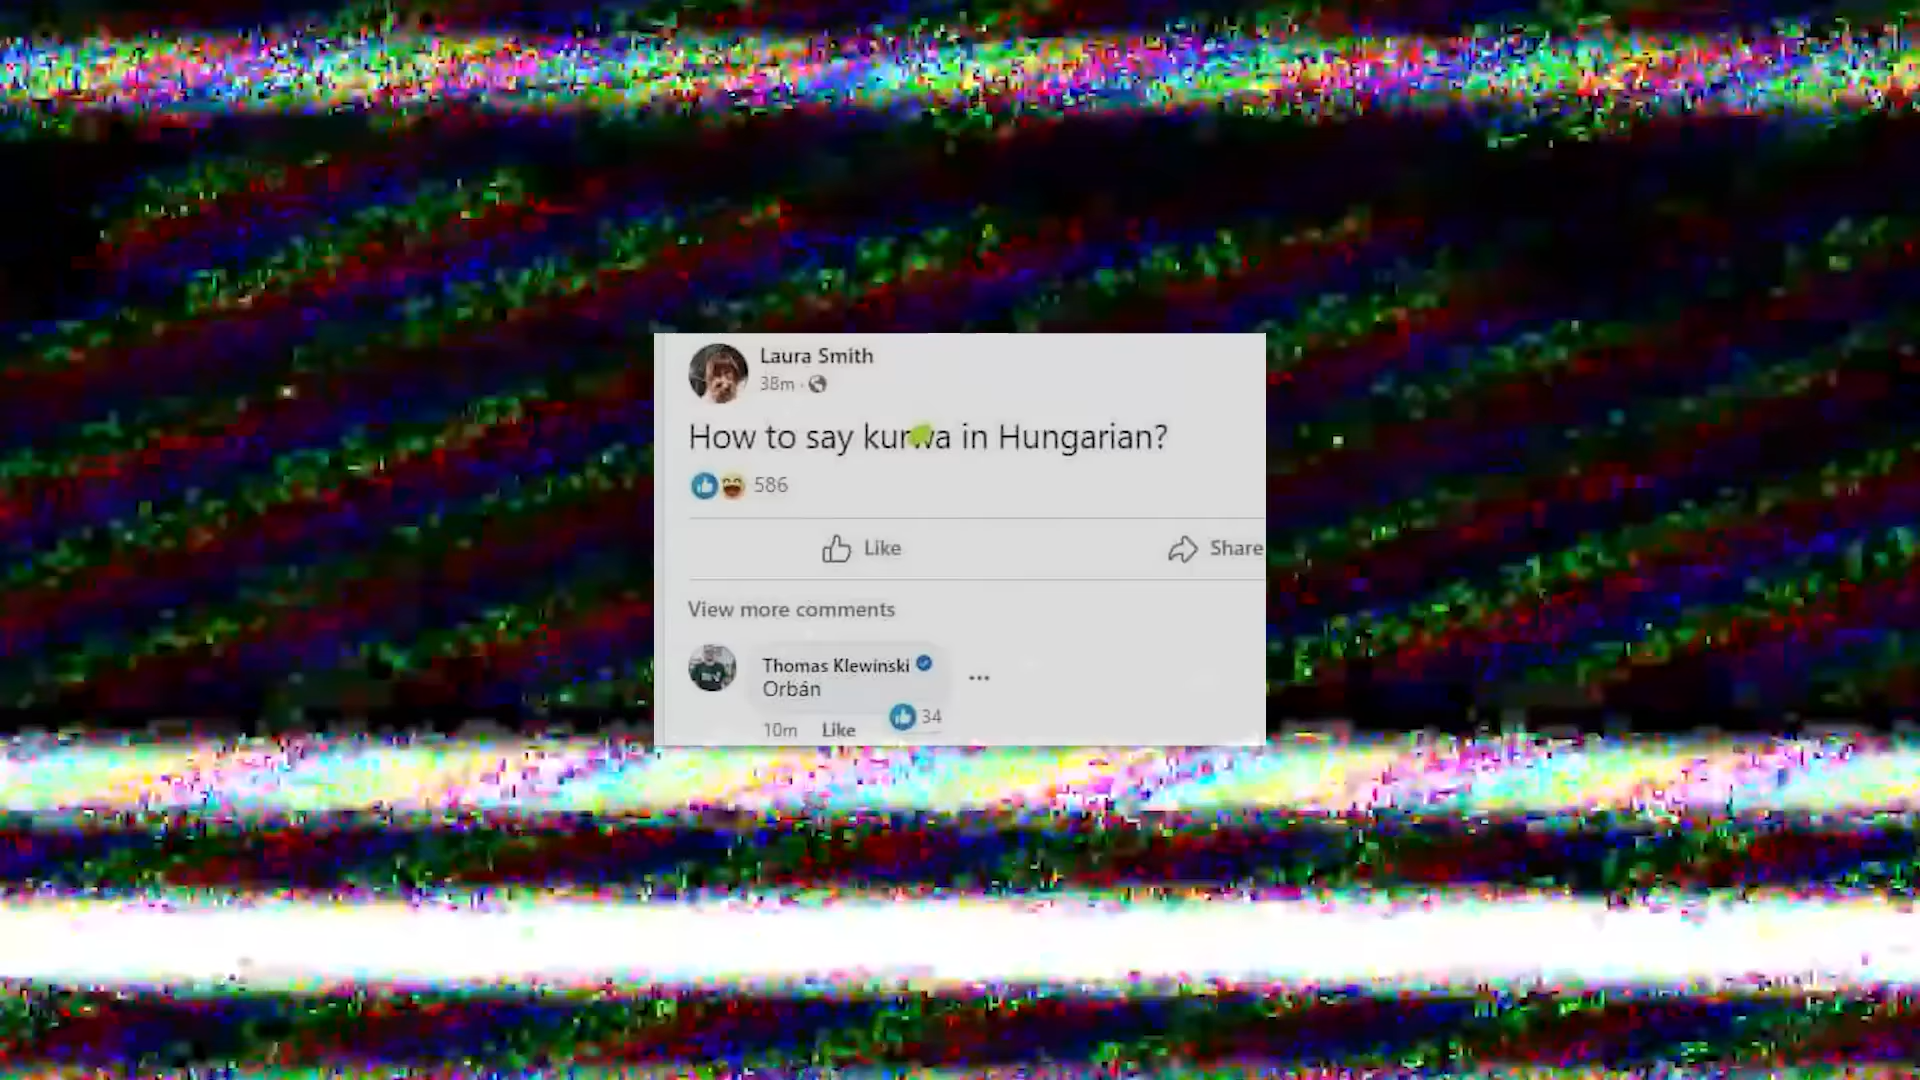 Laura Smith
38m
How to say kurwa in Hungarian?
586
Like
Share
View more comments
Thomas Klewinski
Orbán
34
10m Like